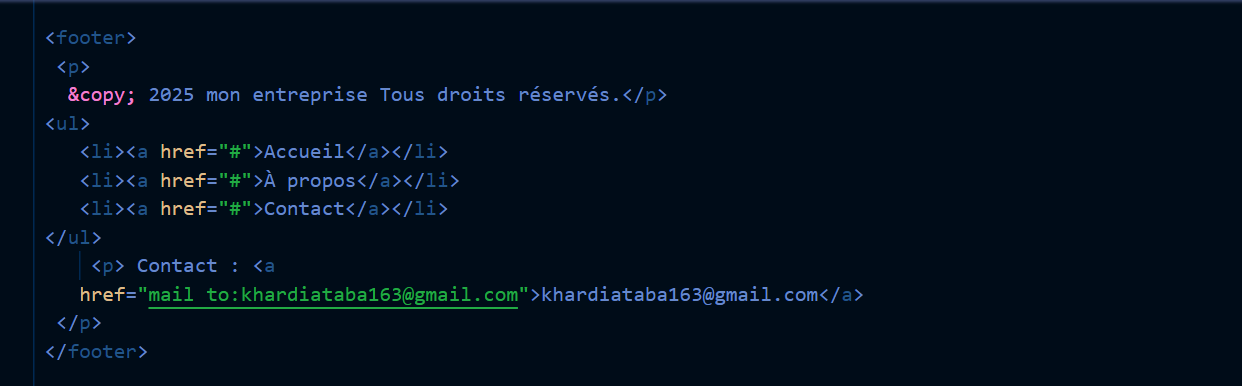 <footer>
<p>
&copy; 2025 mon entreprise Tous droits réservés.</p>
<ul>
<li><a href="#">Accueil</a></li>
<li><a href="#">À propos</a></li>
<li><a href="#">Contact</a></li>
</ul>
<p> Contact : <a
href="mail to:khardiataba163@gmail.com">khardiataba163@gmail.com</a>
</p>
</footer>